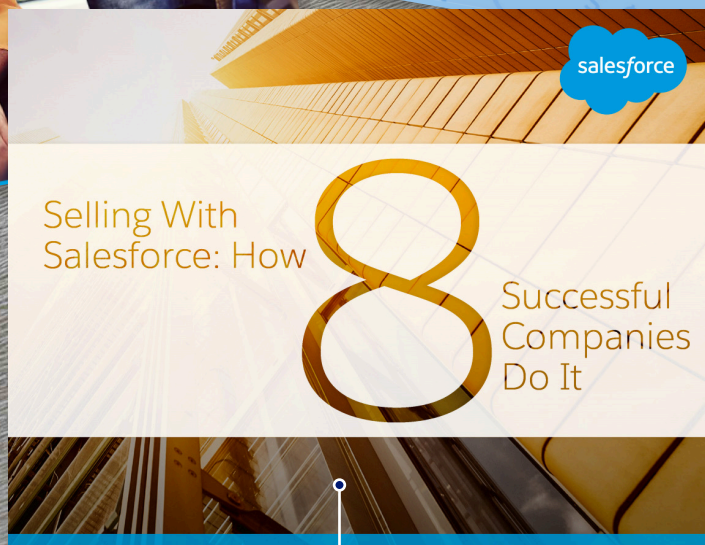 salesforce
Selling With
Salesforce: How
8
Successful
Companies
Do It